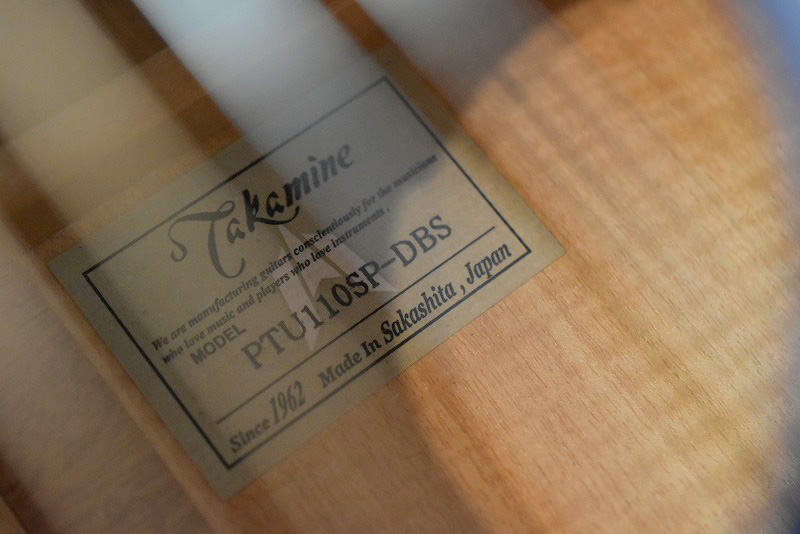 Takamine
We are manufacturing guitars conscientiously for the musicians
who love music and players who love instruments.
MODEL PTU110SP-DBS
Since 1962 Made In Sakashita, Japan